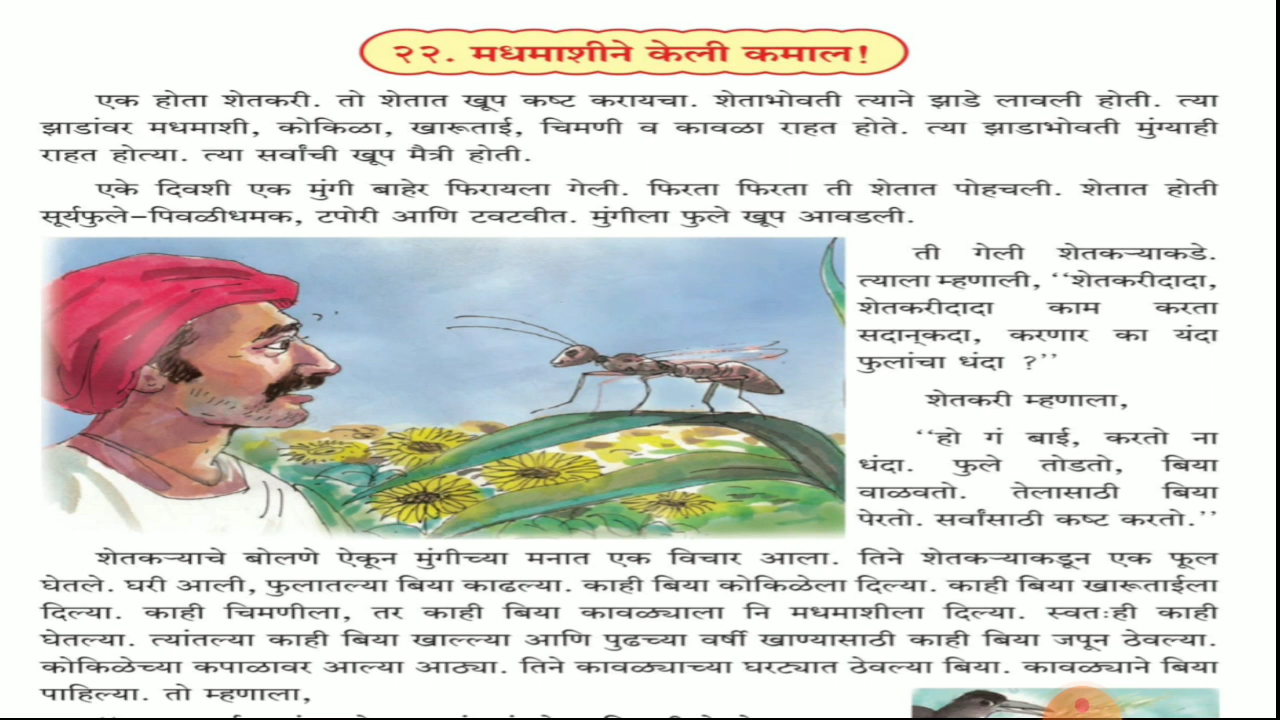 २२. मधमाशीने केली कमाल!
एक होता शेतकरी. तो शेतात खूप कष्ट करायचा. शेताभोवती त्याने झाडे लावली होती. त्या
झाडांवर मधमाशी, कोकिळा, खारूताई, चिमणी व कावळा राहत होते. त्या झाडाभोवती मुंग्याही
राहत होत्या. त्या सर्वांची खूप मैत्री होती.
एके दिवशी एक मुंगी बाहेर फिरायला गेली. फिरता फिरता ती शेतात पोहचली. शेतात होती
सूर्यफुले–पिवळीधमक, टपोरी आणि टवटवीत. मुंगीला फुले खूप आवडली.
ती गेली शेतकऱ्याकडे.
त्याला म्हणाली, ‘‘शेतकरीदादा,
शेतकरीदादा काम करता
सदान्‌कदा, करणार का यंदा
फुलांचा धंदा ?’’
शेतकरी म्हणाला,
‘‘हो गं बाई, करतो ना
धंदा. फुले तोडतो, बिया
वाळवतो. तेलासाठी बिया
पेरतो. सर्वांसाठी कष्ट करतो.’’
शेतकऱ्याचे बोलणे ऐकून मुंगीच्या मनात एक विचार आला. तिने शेतकऱ्याकडून एक फूल
घेतले. घरी आली, फुलातल्या बिया काढल्या. काही बिया कोकिळेला दिल्या. काही बिया खारूताईला
दिल्या. काही चिमणीला, तर काही बिया कावळ्याला नि मधमाशीला दिल्या. स्वतःही काही
घेतल्या. त्यांतल्या काही बिया खाल्ल्या आणि पुढच्या वर्षी खाण्यासाठी काही बिया जपून ठेवल्या.
कोकिळेच्या कपाळावर आल्या आठ्या. तिने कावळ्याच्या घरट्यात ठेवल्या बिया. कावळ्याने बिया
पाहिल्या. तो म्हणाला,